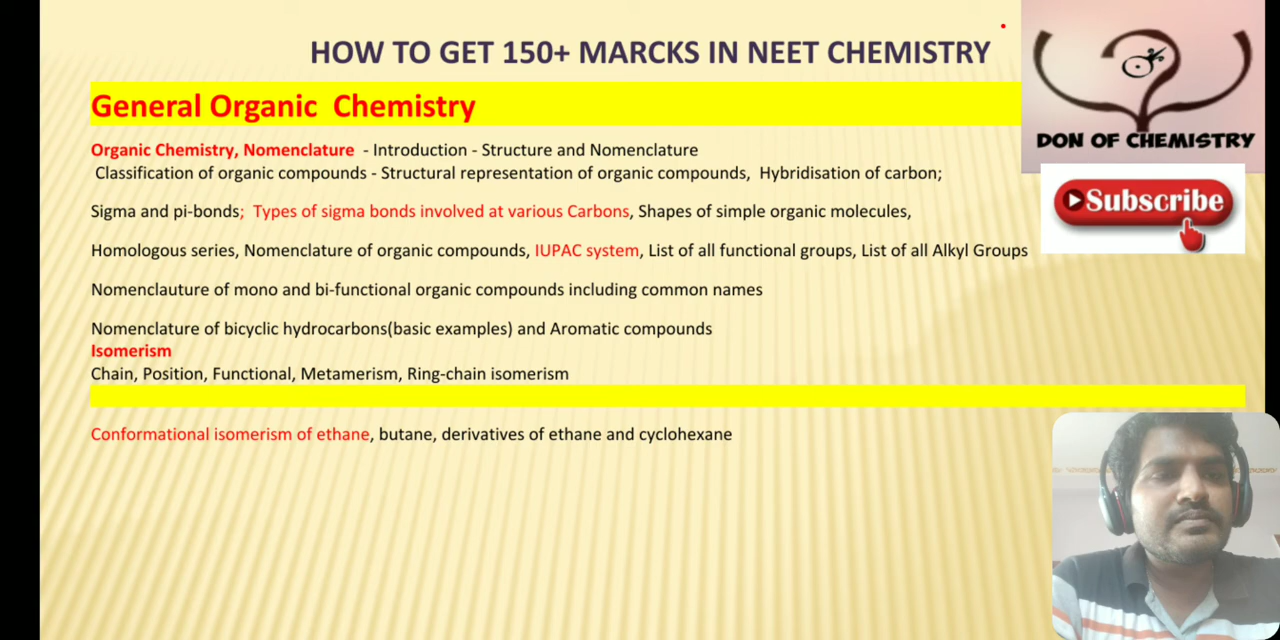 HOW TO GET 150+ MARCKS IN NEET CHEMISTRY
General Organic Chemistry
DON OF CHEMISTRY
Organic Chemistry, Nomenclature - Introduction - Structure and Nomenclature
Classification of organic compounds - Structural representation of organic compounds, Hybridisation of carbon;
Subscribe
Sigma and pi-bonds; Types of sigma bonds involved at various Carbons, Shapes of simple organic molecules,
Homologous series, Nomenclature of organic compounds, IUPAC system, List of all functional groups, List of all Alkyl Groups
Nomenclauture of mono and bi-functional organic compounds including common names
Nomenclature of bicyclic hydrocarbons(basic examples) and Aromatic compounds
Isomerism
Chain, Position, Functional, Metamerism, Ring-chain isomerism
Conformational isomerism of ethane, butane, derivatives of ethane and cyclohexane